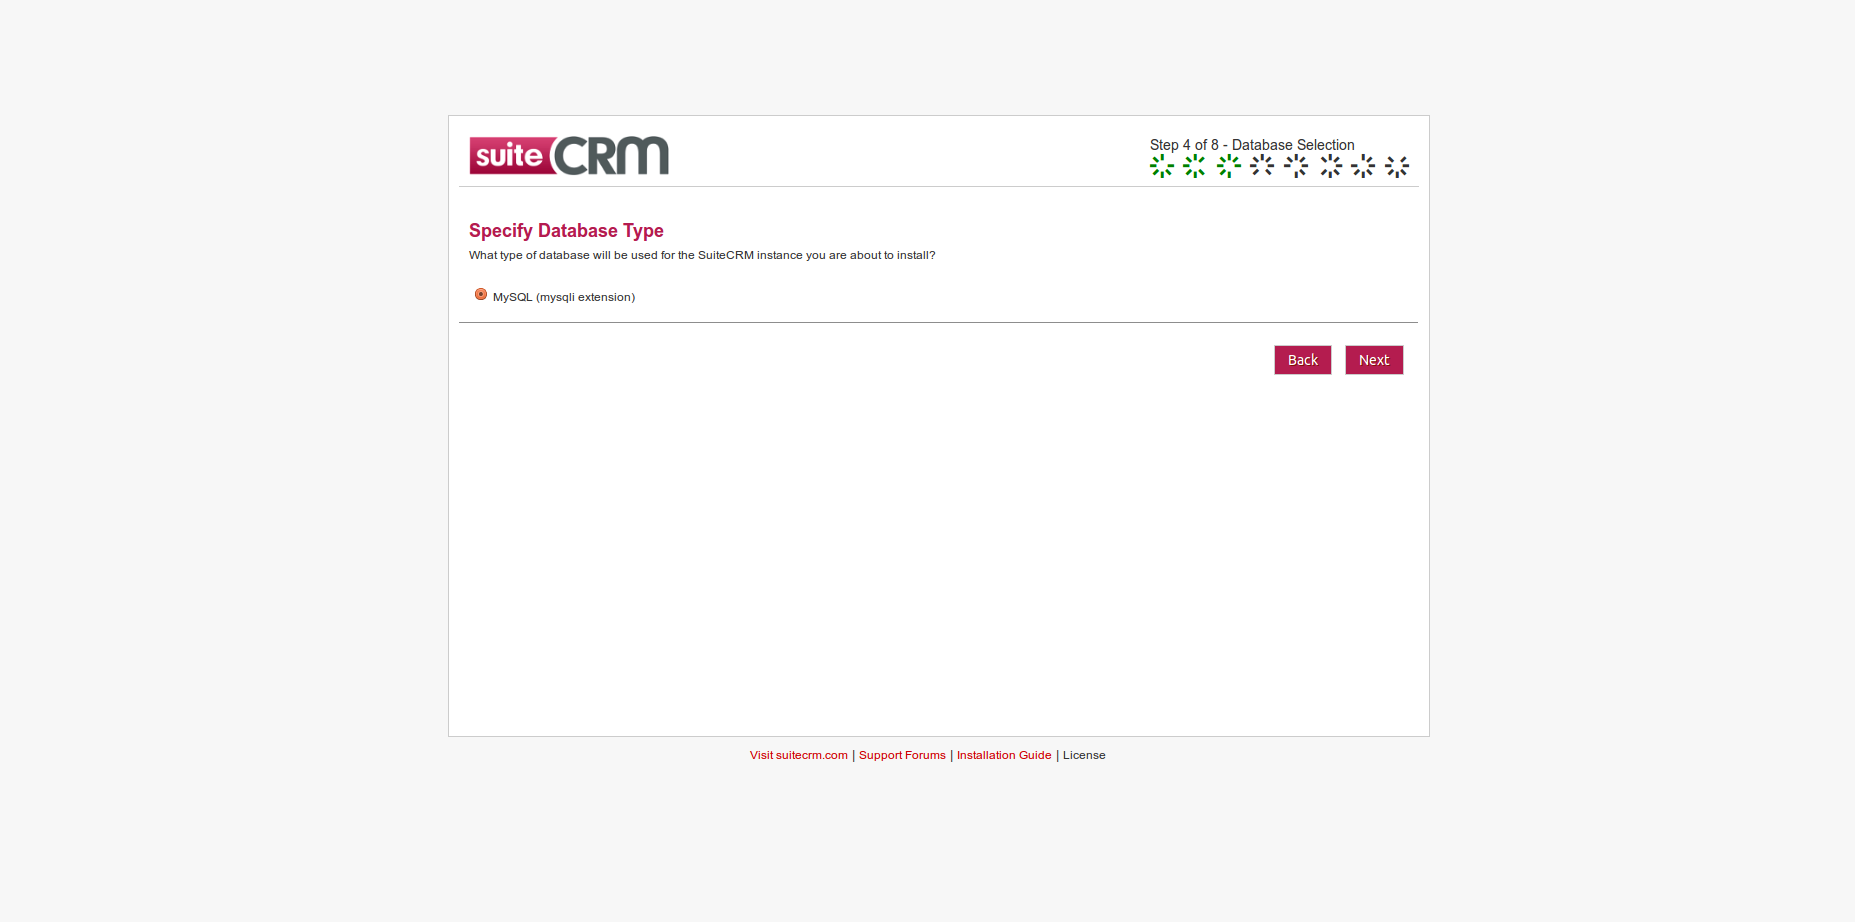 suiteCRM
Step 4 of 8 - Database Selection
Specify Database Type
What type of database will be used for the SuiteCRM instance you are about to install?
MySQL (mysqli extension)
Back Next
Visit suitecrm.com | Support Forums | Installation Guide | License